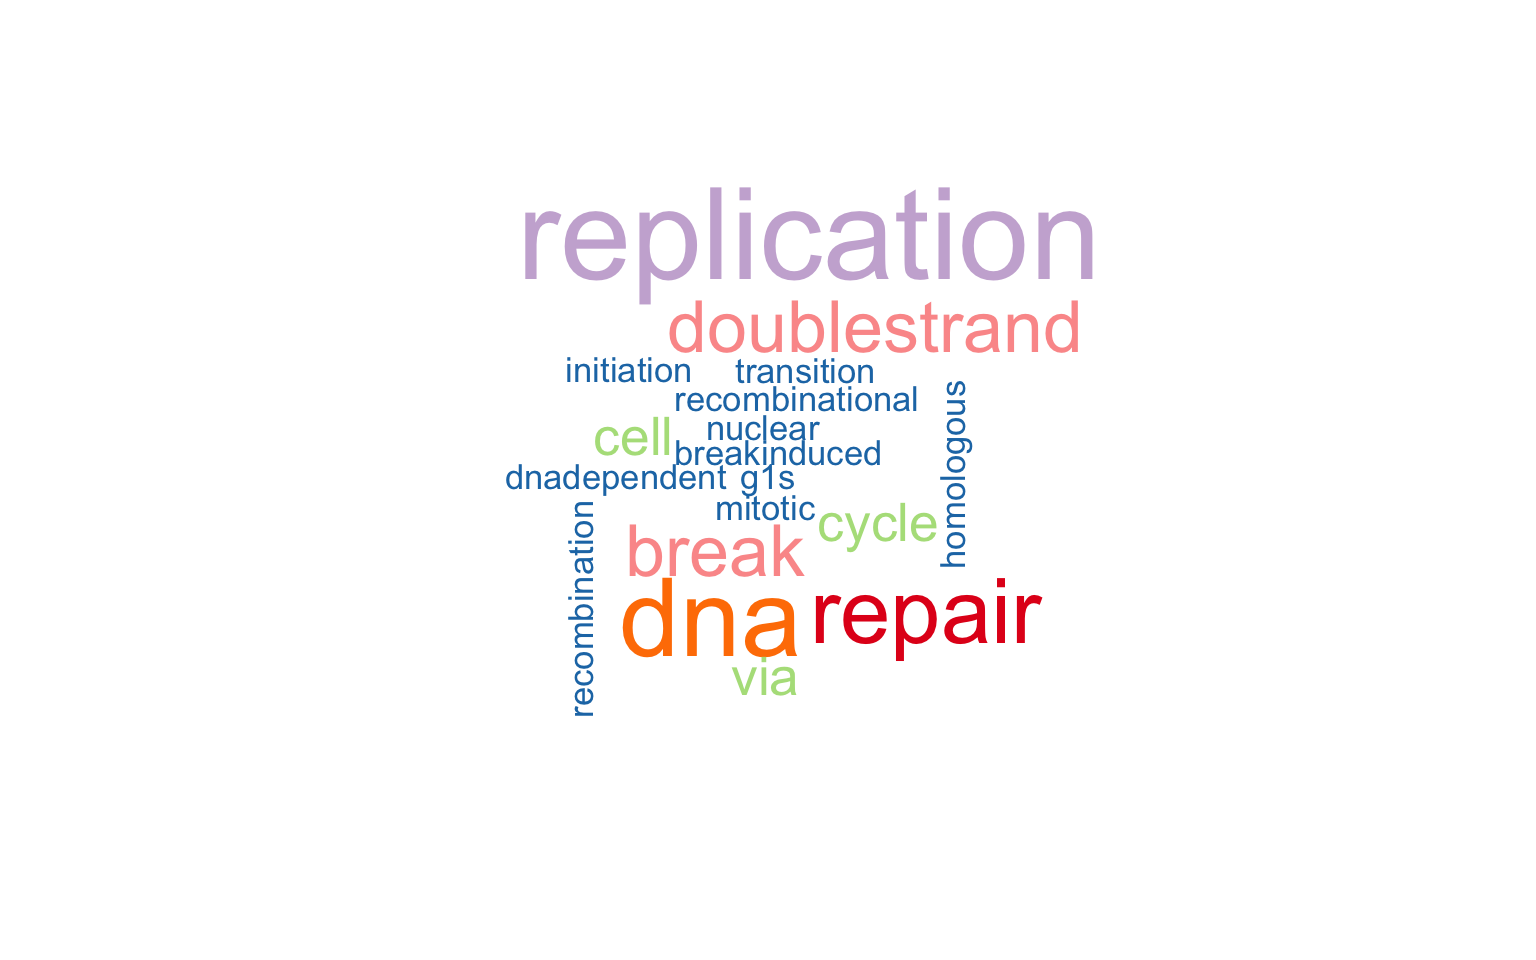 replication
doublestrand
initiation transition
recombinational
homologous
cell nuclear
breakinduced
dnadependent g1s
mitotic cycle
recombination
break
dna repair
via